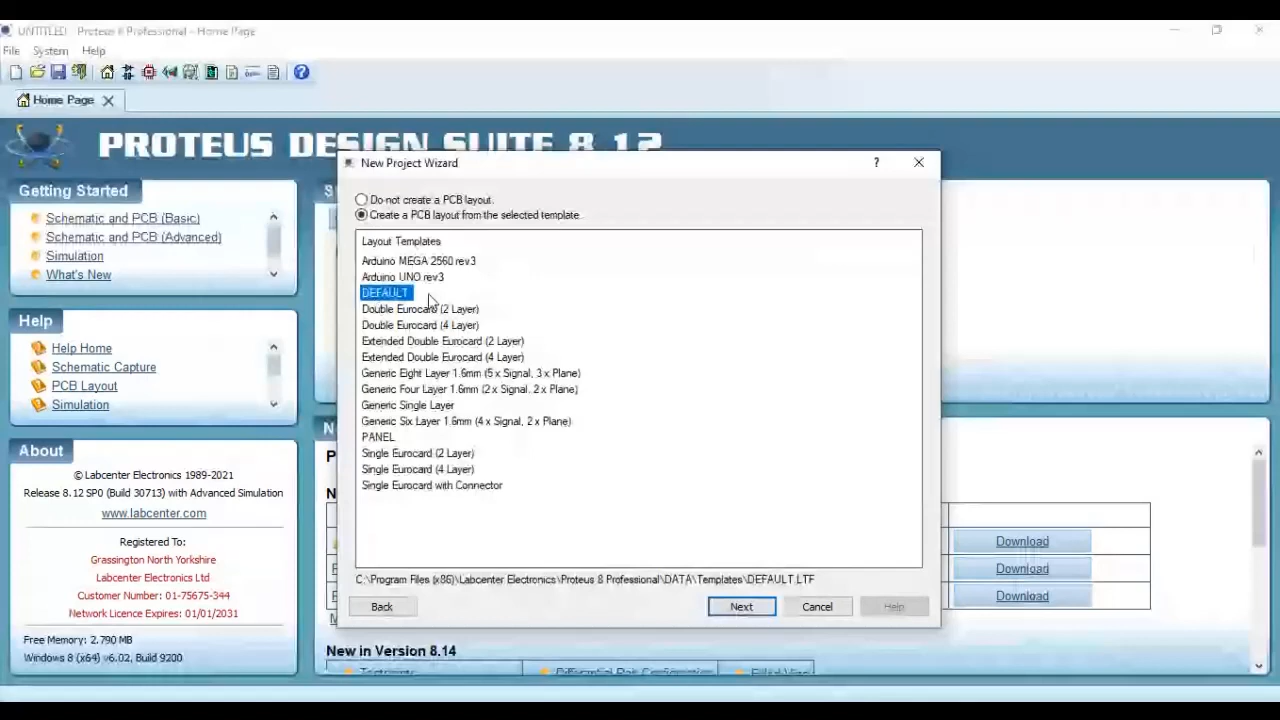 UNTITLED - Proteus 8 Professional - Home Page
File System Help
Home Page
PROTEUS DESIGN SUITE 8.12
Getting Started
Schematic and PCB (Basic)
Schematic and PCB (Advanced)
Simulation
What's New
Help
Help Home
Schematic Capture
PCB Layout
Simulation
About
© Labcenter Electronics 1989-2021
Release 8.12 SP0 (Build 30713) with Advanced Simulation
www.labcenter.com
Registered To:
Grassington North Yorkshire
Labcenter Electronics Ltd
Customer Number: 01-75675-344
Network Licence Expires: 01/01/2031
Free Memory: 2.790 MB
Windows 8 (x64) v6.02, Build 9200
New Project Wizard
Do not create a PCB layout.
Create a PCB layout from the selected template.
Layout Templates
Arduino MEGA 2560 rev3
Arduino UNO rev3
DEFAULT
Double Eurocard (2 Layer)
Double Eurocard (4 Layer)
Extended Double Eurocard (2 Layer)
Extended Double Eurocard (4 Layer)
Generic Eight Layer 1.6mm (5 x Signal, 3 x Plane)
Generic Four Layer 1.6mm (2 x Signal, 2 x Plane)
Generic Single Layer
Generic Six Layer 1.6mm (4 x Signal, 2 x Plane)
PANEL
Single Eurocard (2 Layer)
Single Eurocard (4 Layer)
Single Eurocard with Connector
C:\Program Files (x86)\Labcenter Electronics\Proteus 8 Professional\DATA\Templates\DEFAULT.LTF
Back Next Cancel Help
Download
Download
Download
New in Version 8.14